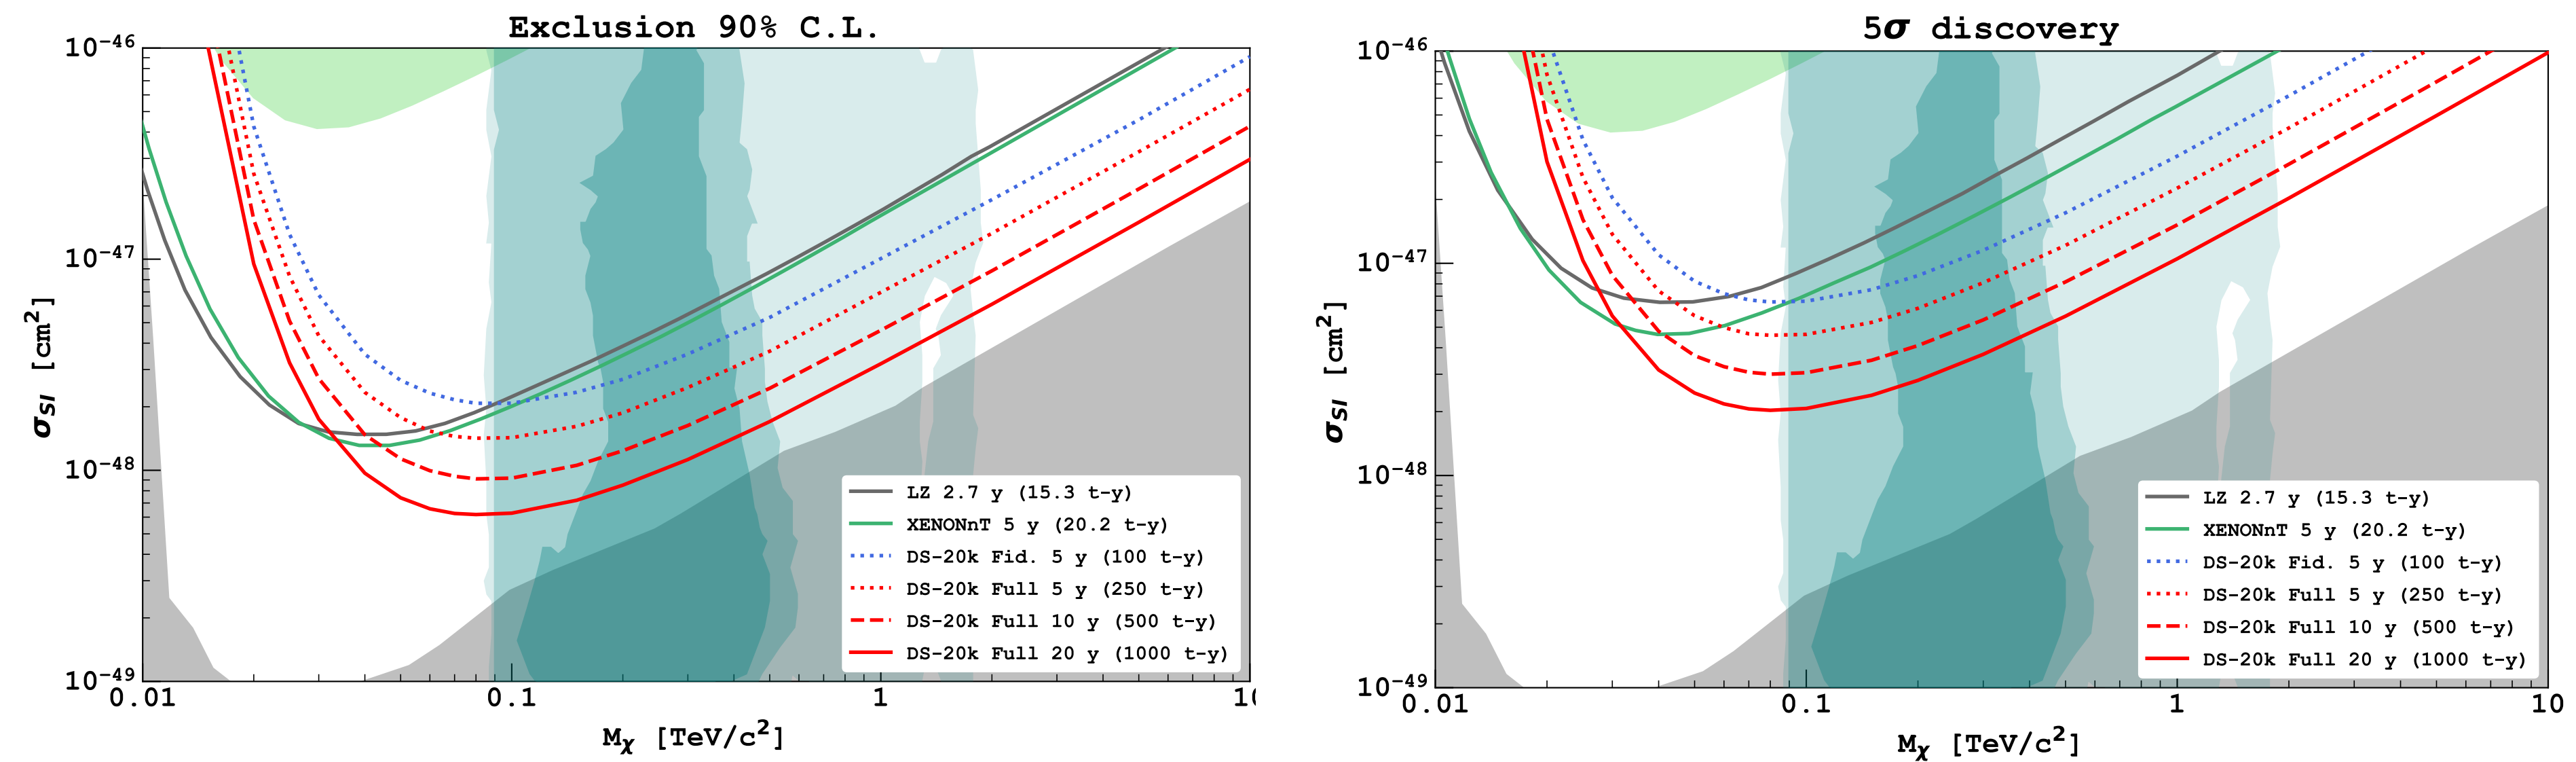 Exclusion 90% C.L.
10⁻⁴⁶
10⁻⁴⁷
10⁻⁴⁸
10⁻⁴⁹
σ_SI [cm²]
LZ 2.7 y (15.3 t-y)
XENONnT 5 y (20.2 t-y)
DS-20k Fid. 5 y (100 t-y)
DS-20k Full 5 y (250 t-y)
DS-20k Full 10 y (500 t-y)
DS-20k Full 20 y (1000 t-y)
0.01 0.1 1 10
Mχ [TeV/c²]
5σ discovery
10⁻⁴⁶
10⁻⁴⁷
10⁻⁴⁸
10⁻⁴⁹
σ_SI [cm²]
LZ 2.7 y (15.3 t-y)
XENONnT 5 y (20.2 t-y)
DS-20k Fid. 5 y (100 t-y)
DS-20k Full 5 y (250 t-y)
DS-20k Full 10 y (500 t-y)
DS-20k Full 20 y (1000 t-y)
0.01 0.1 1 10
Mχ [TeV/c²]